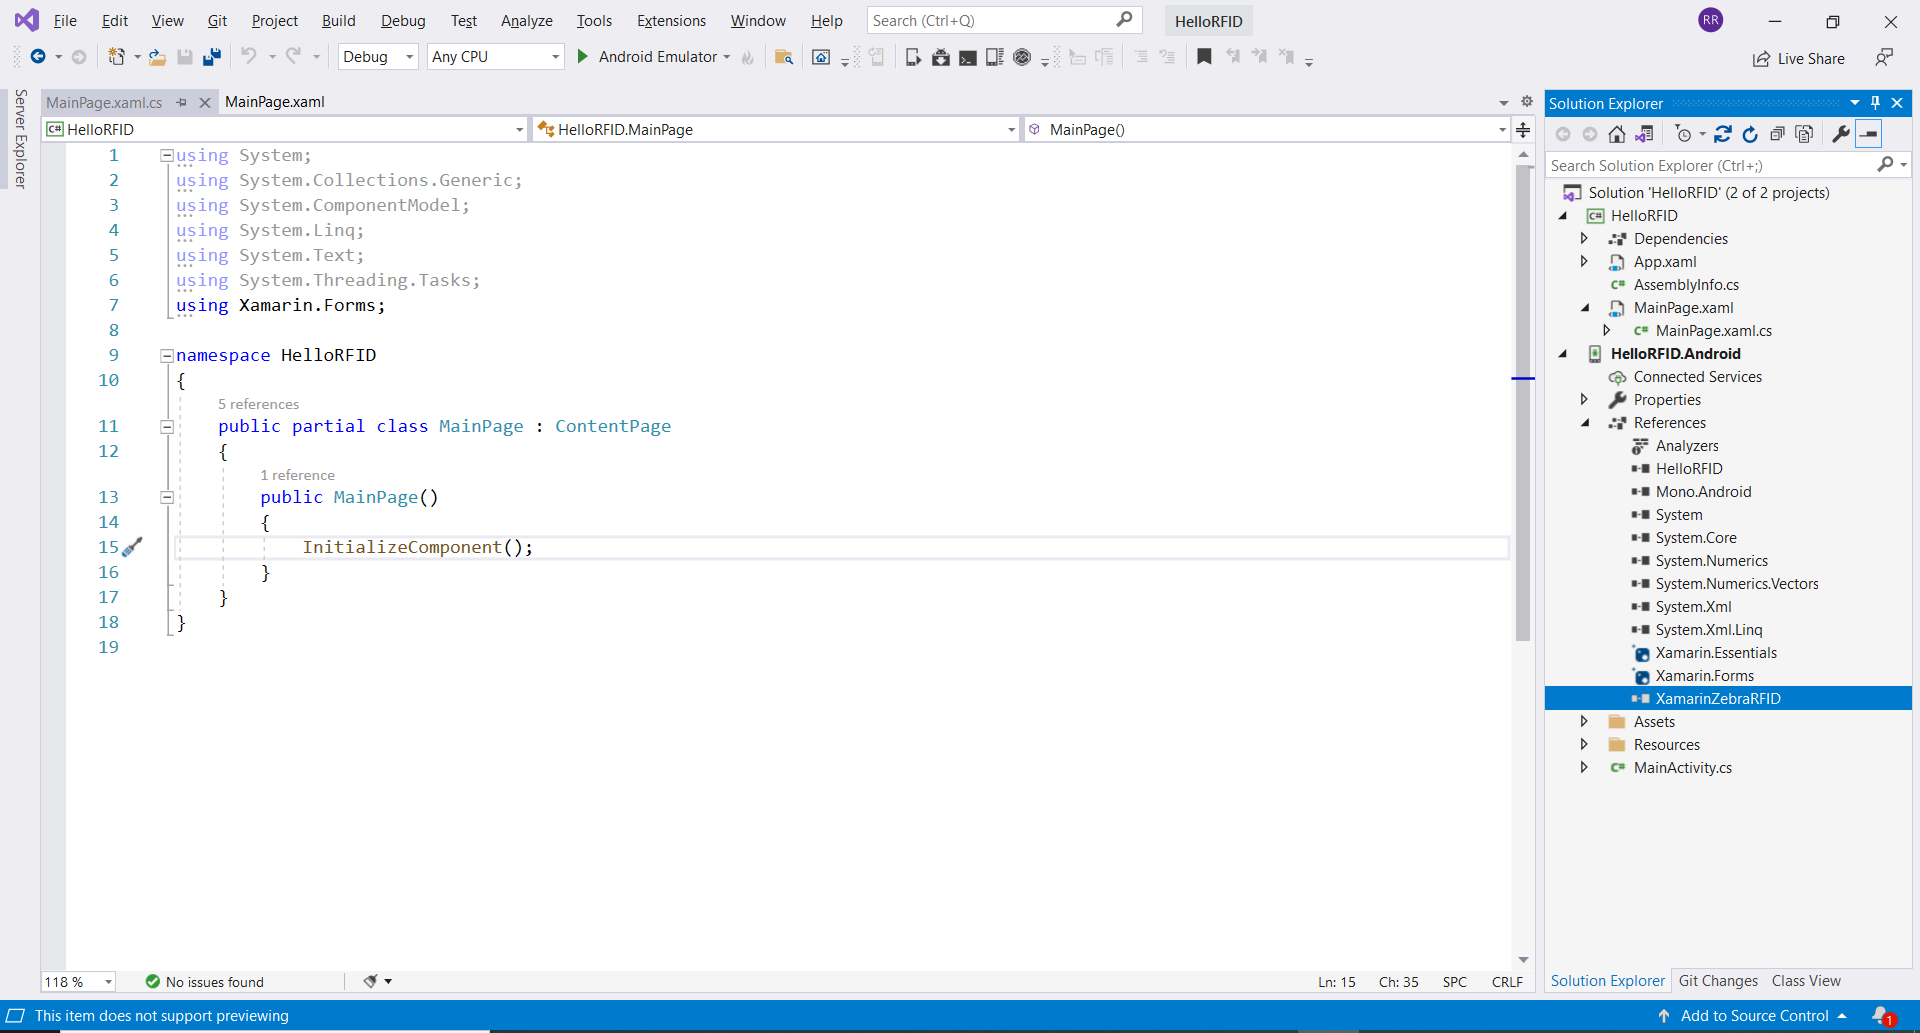 File Edit View Git Project Build Debug Test Analyze Tools Extensions Window Help Search (Ctrl+Q) HelloRFID RR
Debug Any CPU Android Emulator Live Share
Server Explorer
MainPage.xaml.cs MainPage.xaml
HelloRFID HelloRFID.MainPage MainPage()
1 using System;
2 using System.Collections.Generic;
3 using System.ComponentModel;
4 using System.Linq;
5 using System.Text;
6 using System.Threading.Tasks;
7 using Xamarin.Forms;
8
9 namespace HelloRFID
10 {
5 references
11 public partial class MainPage : ContentPage
12 {
1 reference
13 public MainPage()
14 {
15 InitializeComponent();
16 }
17 }
18 }
19
118 % No issues found Ln: 15 Ch: 35 SPC CRLF
Solution Explorer
Search Solution Explorer (Ctrl+;)
Solution 'HelloRFID' (2 of 2 projects)
C# HelloRFID
Dependencies
App.xaml
C# AssemblyInfo.cs
MainPage.xaml
C# MainPage.xaml.cs
HelloRFID.Android
Connected Services
Properties
References
Analyzers
HelloRFID
Mono.Android
System
System.Core
System.Numerics
System.Numerics.Vectors
System.Xml
System.Xml.Linq
Xamarin.Essentials
Xamarin.Forms
XamarinZebraRFID
Assets
Resources
C# MainActivity.cs
Solution Explorer Git Changes Class View
This item does not support previewing Add to Source Control 1